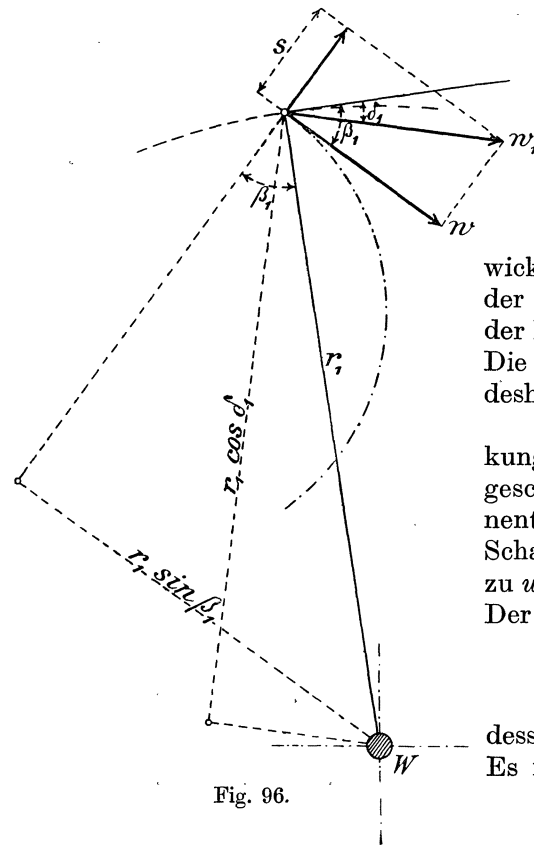 s
δ₁
β₁
w₁
w
β₁
r₁
r₁ cos δ₁
r₁ sin β₁
W
Fig. 96.
wick
der
der
Die
desh
kung
gesc
nent
Scha
zu
Der
dess
Es